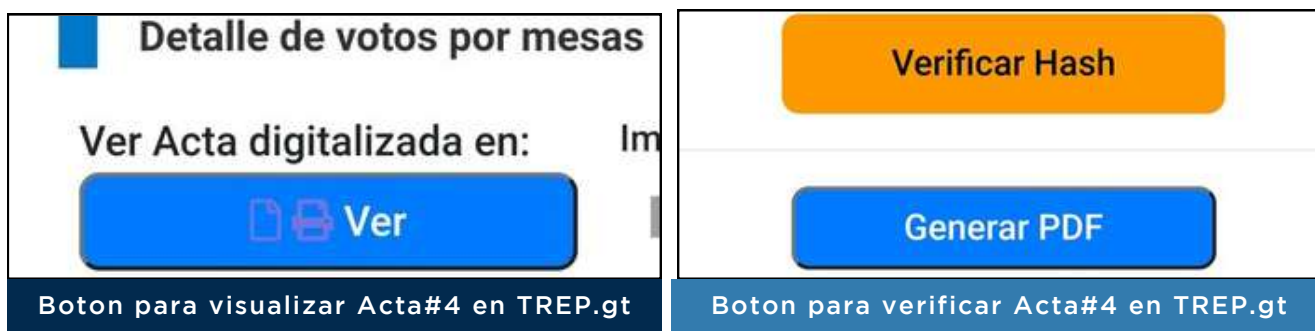 Detalle de votos por mesas
Ver Acta digitalizada en:
Im
Ver
Boton para visualizar Acta#4 en TREP.gt
Verificar Hash
Generar PDF
Boton para verificar Acta#4 en TREP.gt